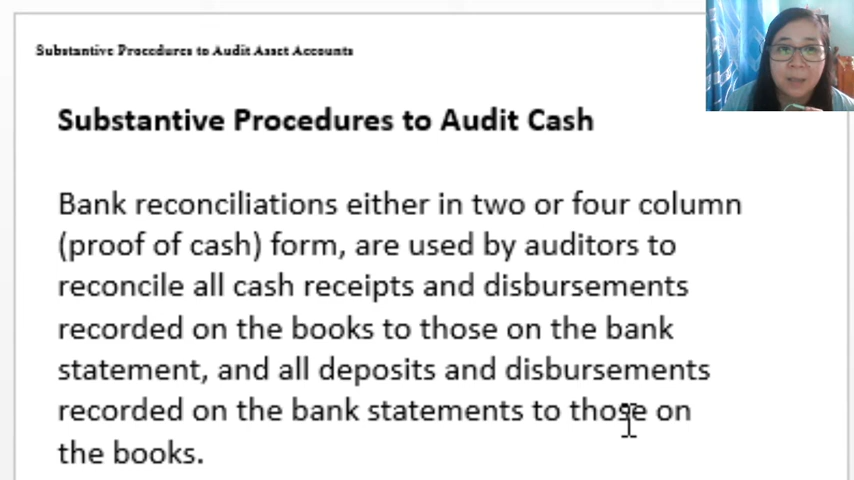 Substantive Procedures to Audit Asset Accounts
Substantive Procedures to Audit Cash
Bank reconciliations either in two or four column
(proof of cash) form, are used by auditors to
reconcile all cash receipts and disbursements
recorded on the books to those on the bank
statement, and all deposits and disbursements
recorded on the bank statements to those on
the books.